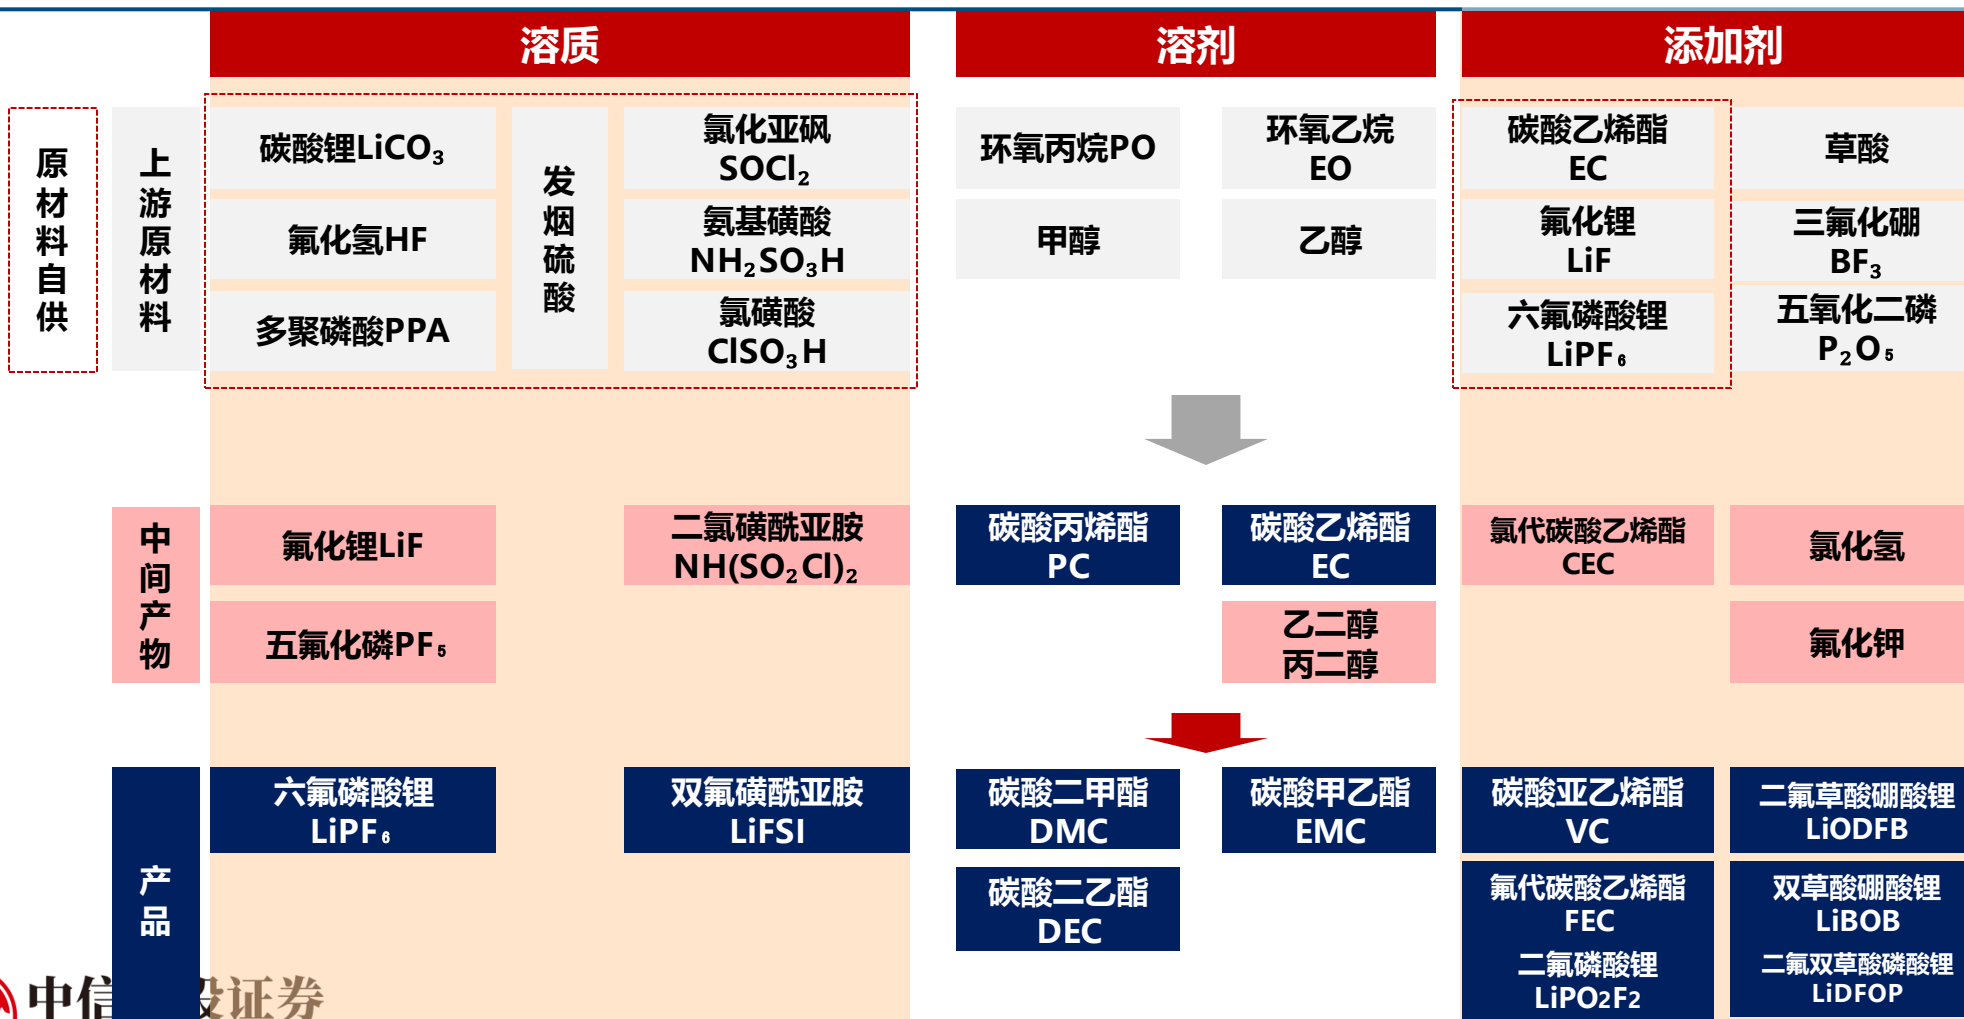 溶质
溶剂
添加剂
原材料自供
上游原材料
碳酸锂LiCO₃
氟化氢HF
多聚磷酸PPA
发烟硫酸
氯化亚砜
SOCl₂
氨基磺酸
NH₂SO₃H
氯磺酸
ClSO₃H
环氧丙烷PO
环氧乙烷
EO
甲醇
乙醇
碳酸乙烯酯
EC
草酸
氟化锂
LiF
三氟化硼
BF₃
六氟磷酸锂
LiPF₆
五氧化二磷
P₂O₅
中间产物
氟化锂LiF
五氟化磷PF₅
二氯磺酰亚胺
NH(SO₂Cl)₂
碳酸丙烯酯
PC
碳酸乙烯酯
EC
乙二醇
丙二醇
氯代碳酸乙烯酯
CEC
氯化氢
氟化钾
产品
六氟磷酸锂
LiPF₆
双氟磺酰亚胺
LiFSI
碳酸二甲酯
DMC
碳酸甲乙酯
EMC
碳酸二乙酯
DEC
碳酸亚乙烯酯
VC
二氟草酸硼酸锂
LiODFB
氟代碳酸乙烯酯
FEC
双草酸硼酸锂
LiBOB
二氟磷酸锂
LiPO2F2
二氟双草酸磷酸锂
LiDFOP
中信 证券